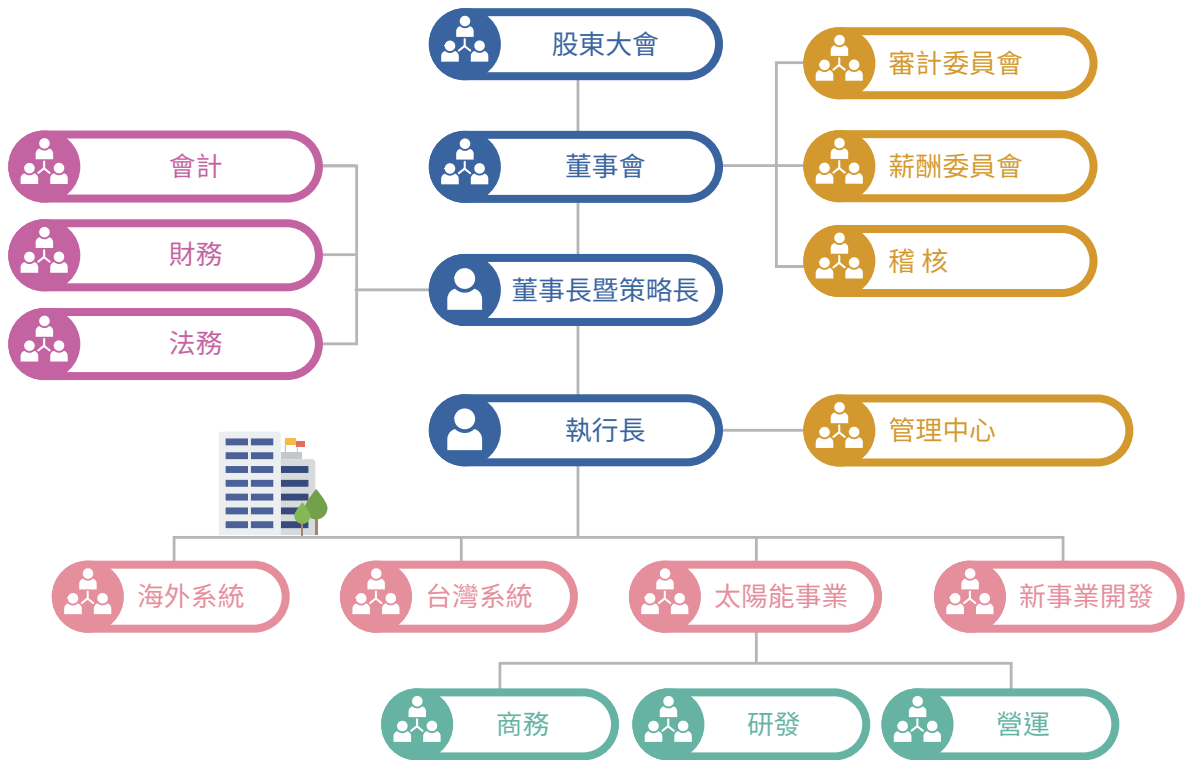 股東大會
審計委員會
會計
董事會
薪酬委員會
財務
董事長暨策略長
稽核
法務
執行長
管理中心
海外系統
台灣系統
太陽能事業
新事業開發
商務
研發
營運